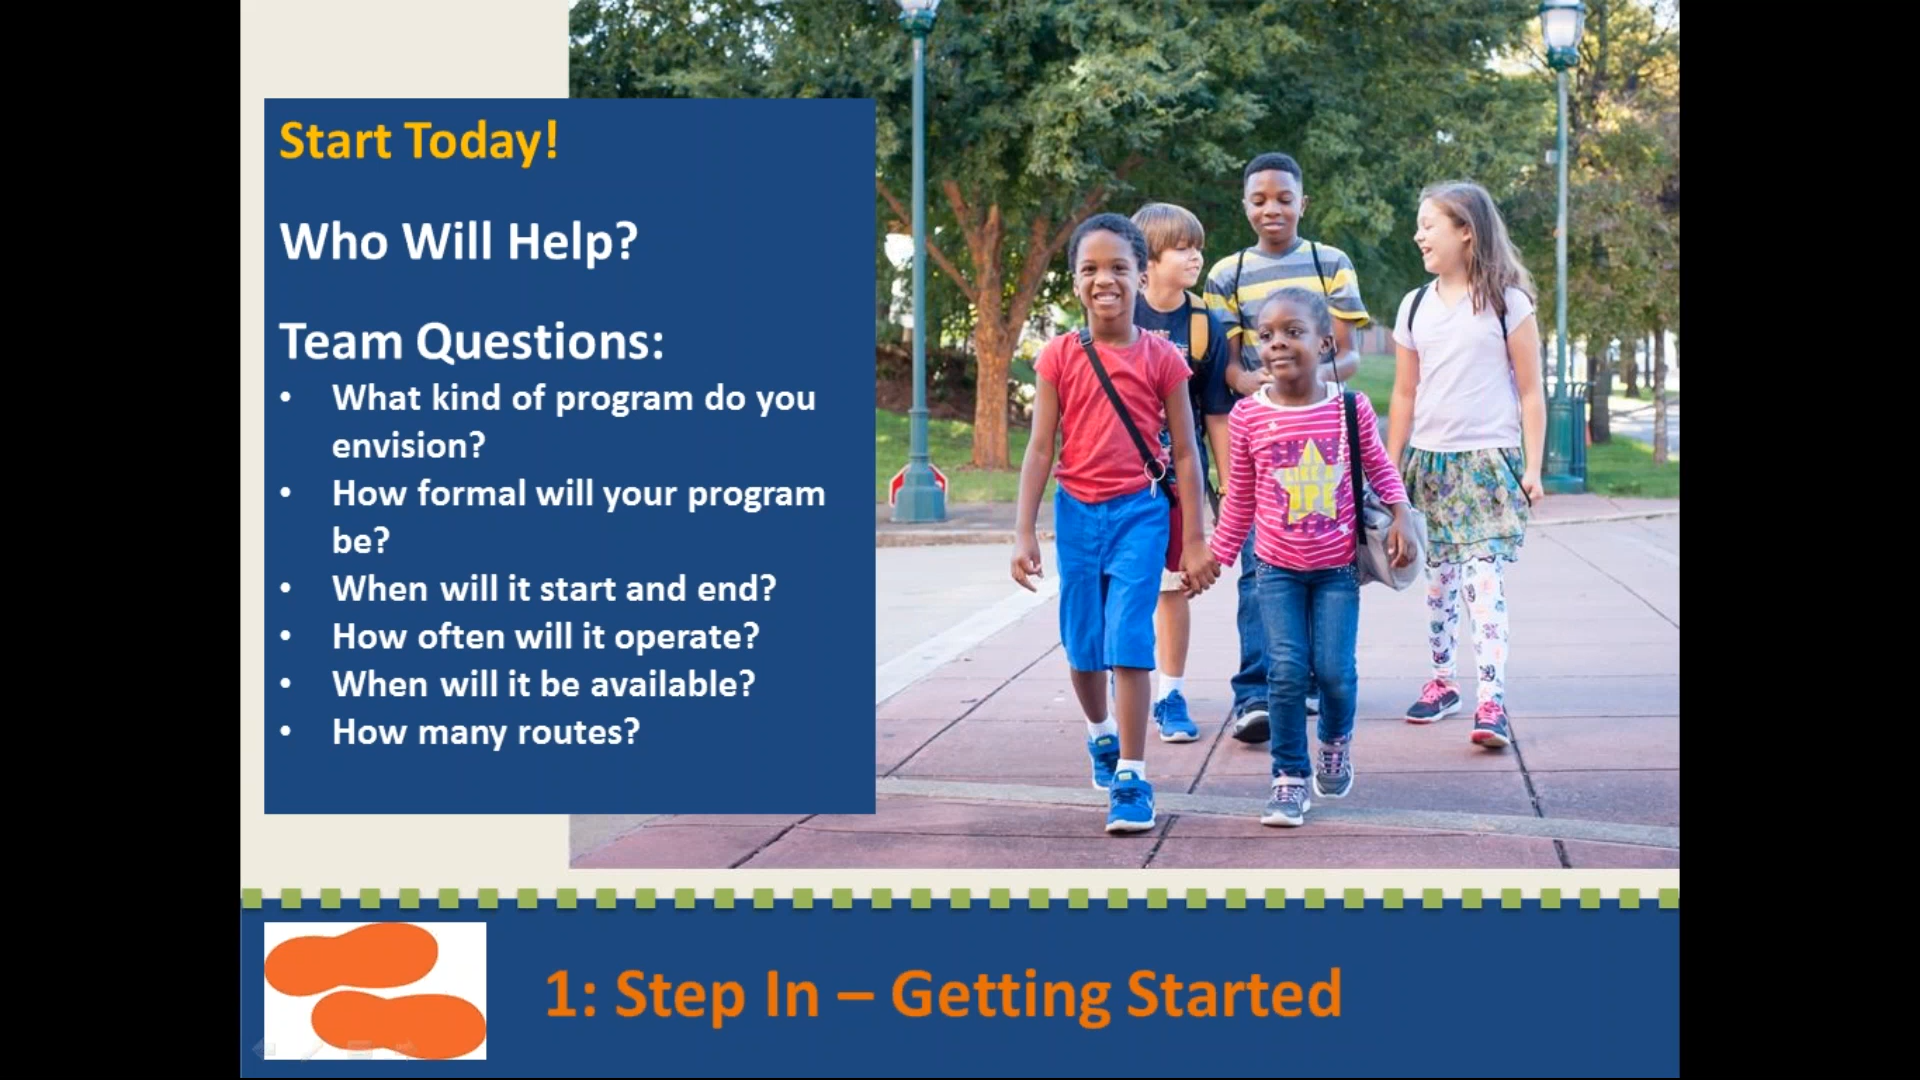 Start Today!
Who Will Help?
Team Questions:
• What kind of program do you
envision?
• How formal will your program
be?
• When will it start and end?
• How often will it operate?
• When will it be available?
• How many routes?
LIKE A
1: Step In – Getting Started